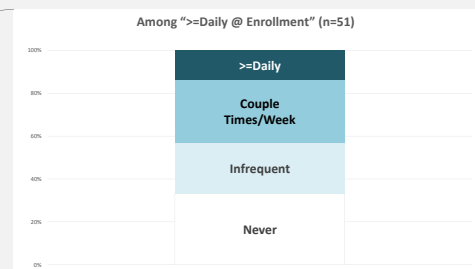 Among “>=Daily @ Enrollment” (n=51)
100%
>=Daily
80%
Couple
Times/Week
60%
Infrequent
40%
Never
20%
0%